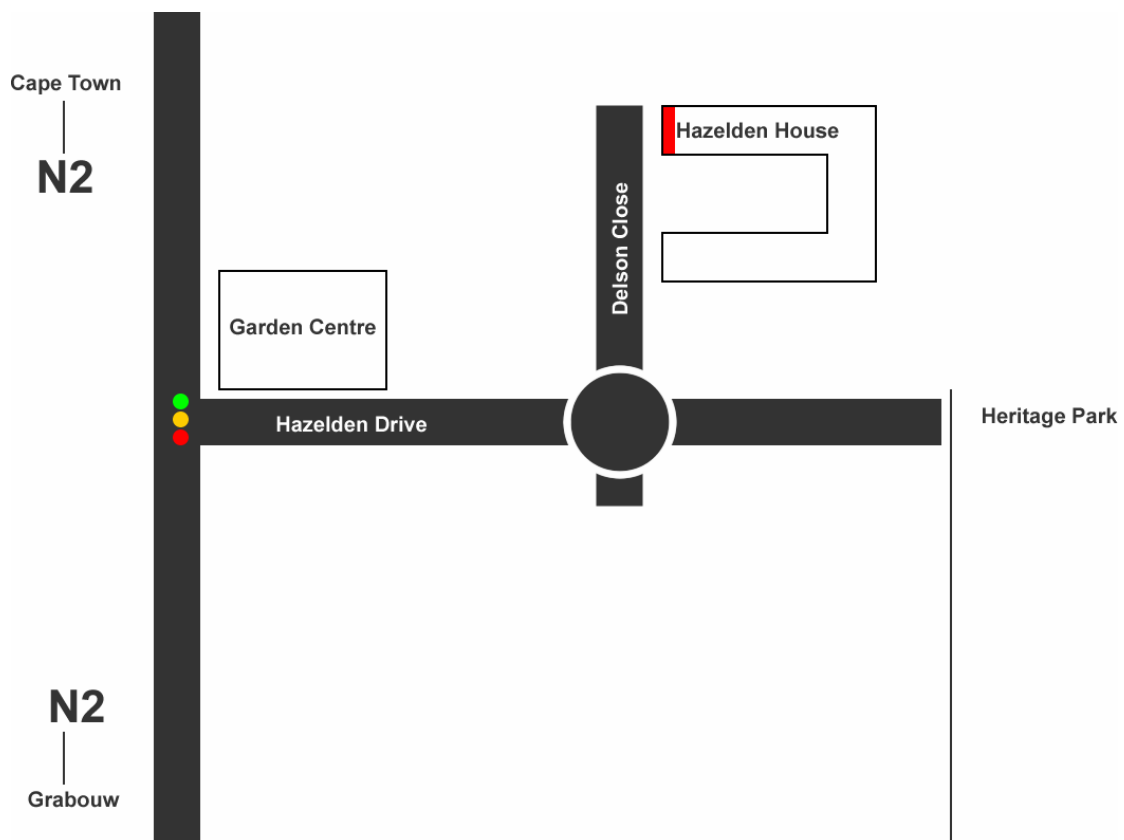 Cape Town
N2
Hazelden House
Delson Close
Garden Centre
Hazelden Drive
Heritage Park
N2
Grabouw